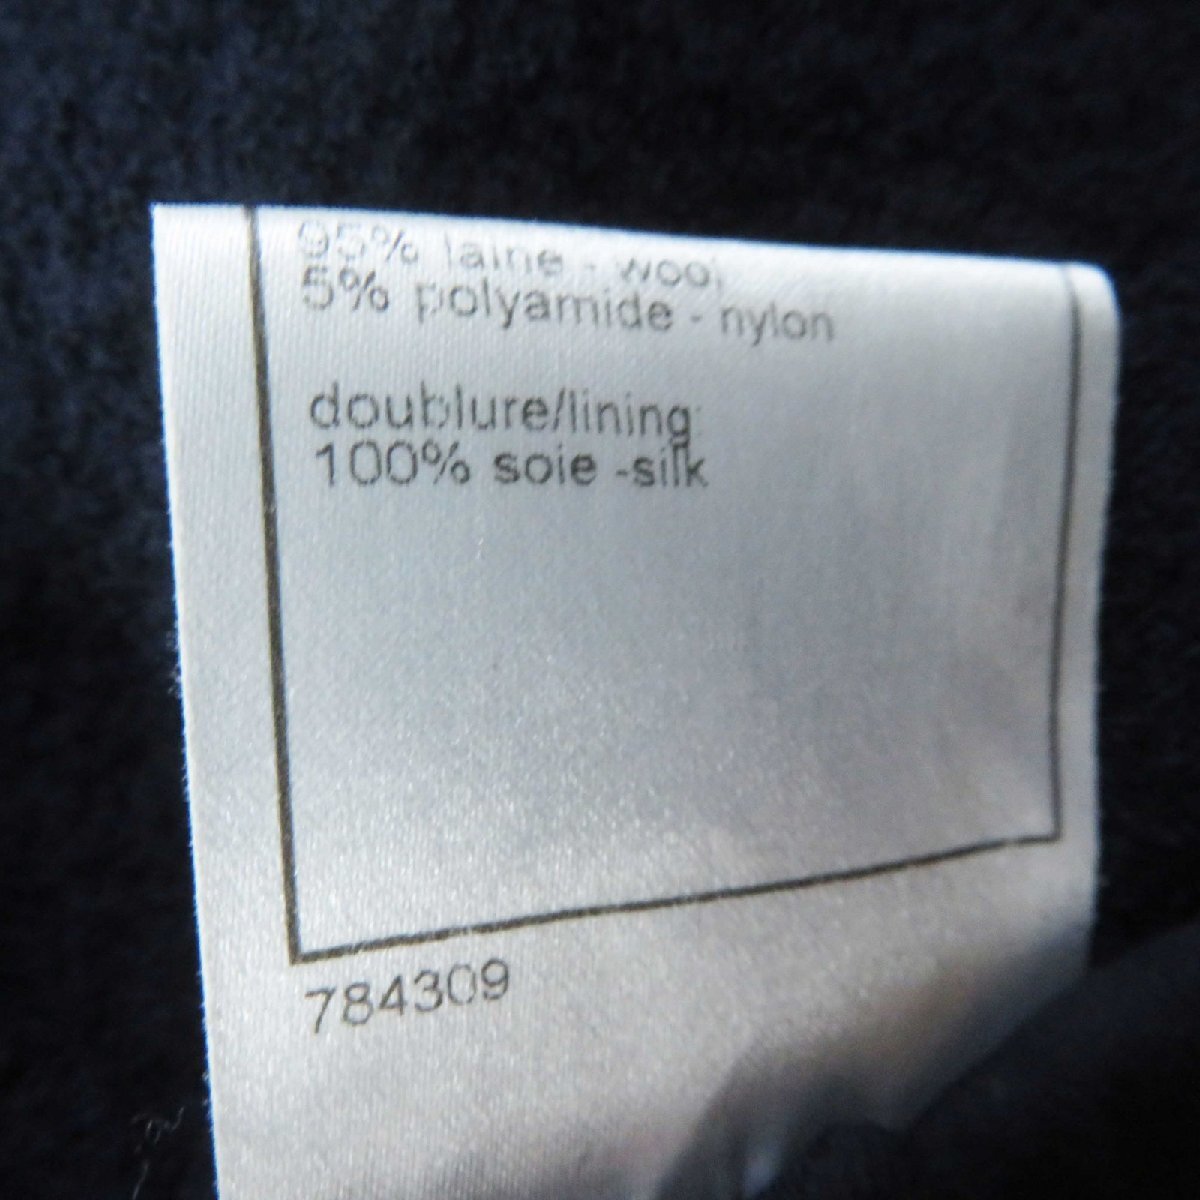 95% laine - wool
5% polyamide - nylon
doublure/lining:
100% soie -silk
784309